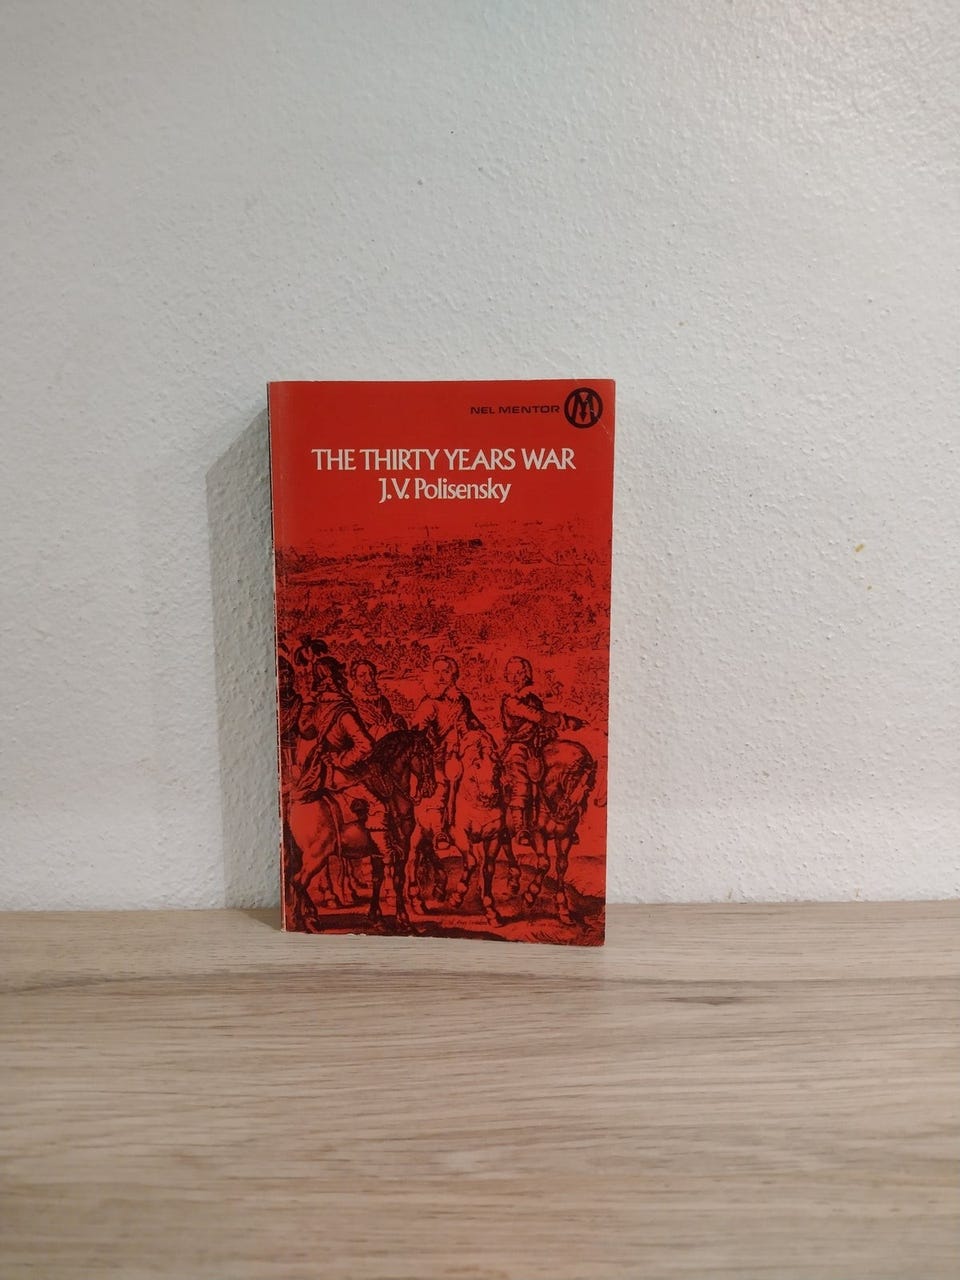 NEL MENTOR M
THE THIRTY YEARS WAR
J.V. Polisensky